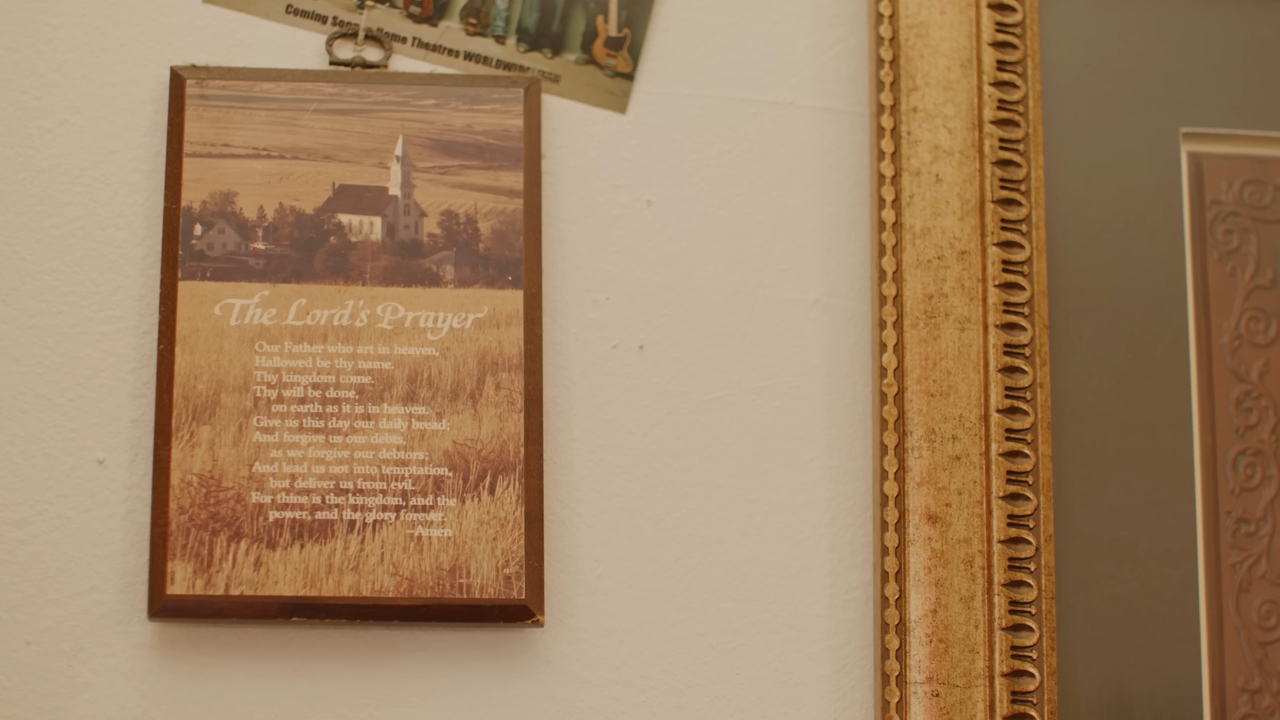 Coming Soon Home Theatres WORLDWIDE
The Lord's Prayer
Our Father who art in heaven,
Hallowed be thy name.
Thy kingdom come.
Thy will be done,
on earth as it is in heaven.
Give us this day our daily bread;
And forgive us our debts,
as we forgive our debtors;
And lead us not into temptation,
but deliver us from evil.
For thine is the kingdom, and the
power, and the glory forever.
—Amen